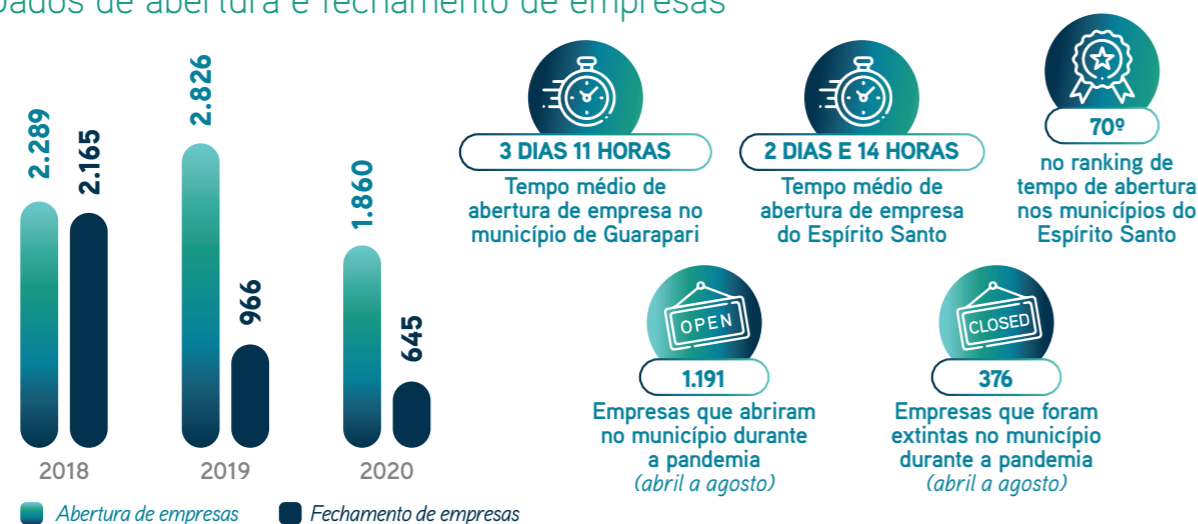 Dados de abertura e fechamento de empresas
2.289
2.165
2.826
966
1.860
645
2018
2019
2020
Abertura de empresas
Fechamento de empresas
3 DIAS 11 HORAS
Tempo médio de
abertura de empresa no
município de Guarapari
2 DIAS E 14 HORAS
Tempo médio de
abertura de empresa
do Espírito Santo
70º
no ranking de
tempo de abertura
nos municípios do
Espírito Santo
OPEN
1.191
Empresas que abriram
no município durante
a pandemia
(abril a agosto)
CLOSED
376
Empresas que foram
extintas no município
durante a pandemia
(abril a agosto)